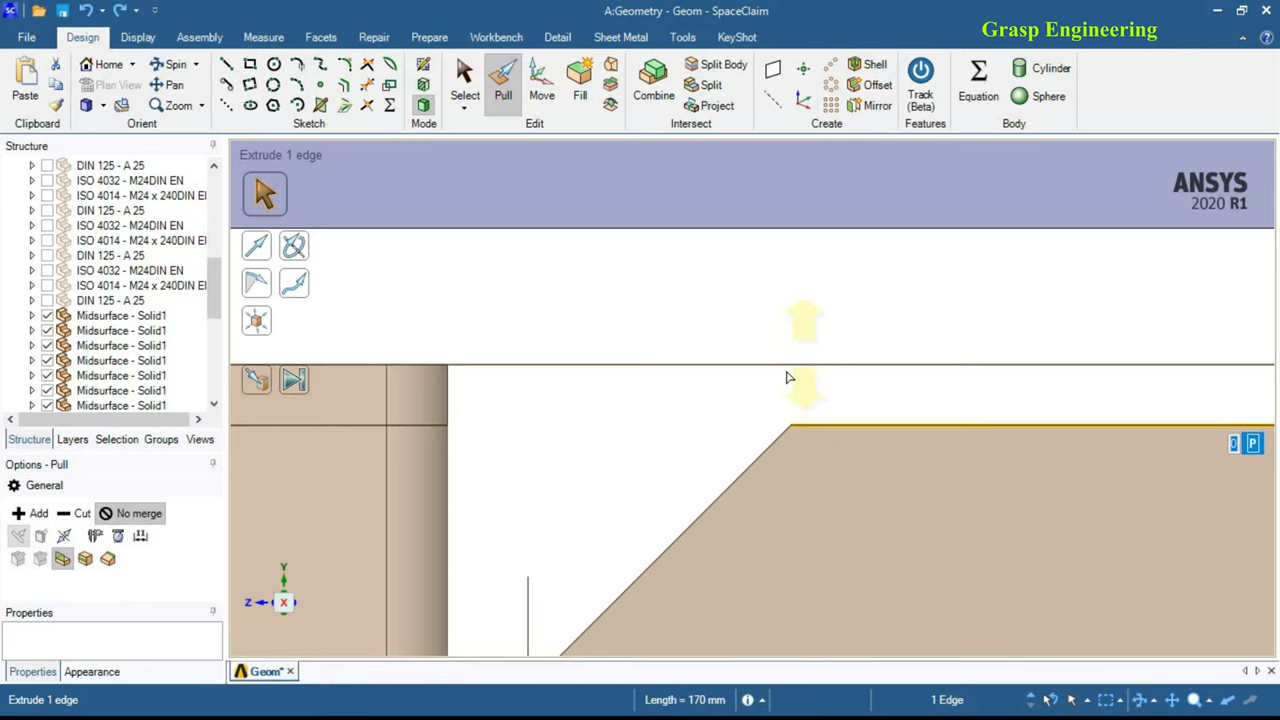 A:Geometry - Geom - SpaceClaim
Grasp Engineering
File Design Display Assembly Measure Facets Repair Prepare Workbench Detail Sheet Metal Tools KeyShot
Home Spin Split Body Shell Cylinder
Plan View Pan Split Offset Sphere
Zoom Project Mirror
Paste Select Pull Move Fill Combine Track (Beta) Equation
Clipboard Orient Sketch Mode Edit Intersect Create Features Body
Structure
DIN 125 - A 25
ISO 4032 - M24DIN EN
ISO 4014 - M24 x 240DIN E
DIN 125 - A 25
ISO 4032 - M24DIN EN
ISO 4014 - M24 x 240DIN E
DIN 125 - A 25
ISO 4032 - M24DIN EN
ISO 4014 - M24 x 240DIN E
DIN 125 - A 25
Midsurface - Solid1
Midsurface - Solid1
Midsurface - Solid1
Midsurface - Solid1
Midsurface - Solid1
Midsurface - Solid1
Midsurface - Solid1
Structure Layers Selection Groups Views
Options - Pull
General
Add Cut No merge
Properties
Properties Appearance
Extrude 1 edge
ANSYS
2020 R1
0 P
Y
Z X
Geom*
Extrude 1 edge Length = 170 mm 1 Edge